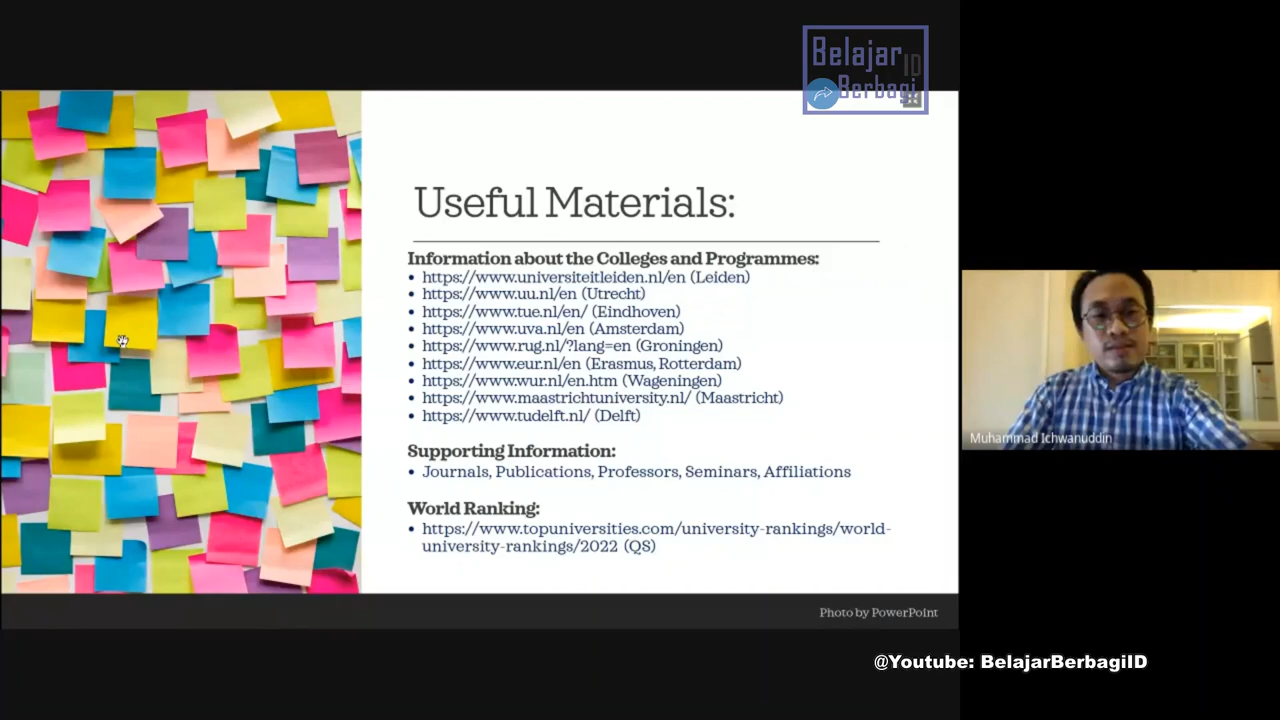 Belajar ID
Berbagi
Useful Materials:
Information about the Colleges and Programmes:
• https://www.universiteitleiden.nl/en (Leiden)
• https://www.uu.nl/en (Utrecht)
• https://www.tue.nl/en/ (Eindhoven)
• https://www.uva.nl/en (Amsterdam)
• https://www.rug.nl/?lang=en (Groningen)
• https://www.eur.nl/en (Erasmus, Rotterdam)
• https://www.wur.nl/en.htm (Wageningen)
• https://www.maastrichtuniversity.nl/ (Maastricht)
• https://www.tudelft.nl/ (Delft)
Supporting Information:
• Journals, Publications, Professors, Seminars, Affiliations
World Ranking:
• https://www.topuniversities.com/university-rankings/world-
university-rankings/2022 (QS)
Photo by PowerPoint
Muhammad Ichwanuddin
@Youtube: BelajarBerbagiID